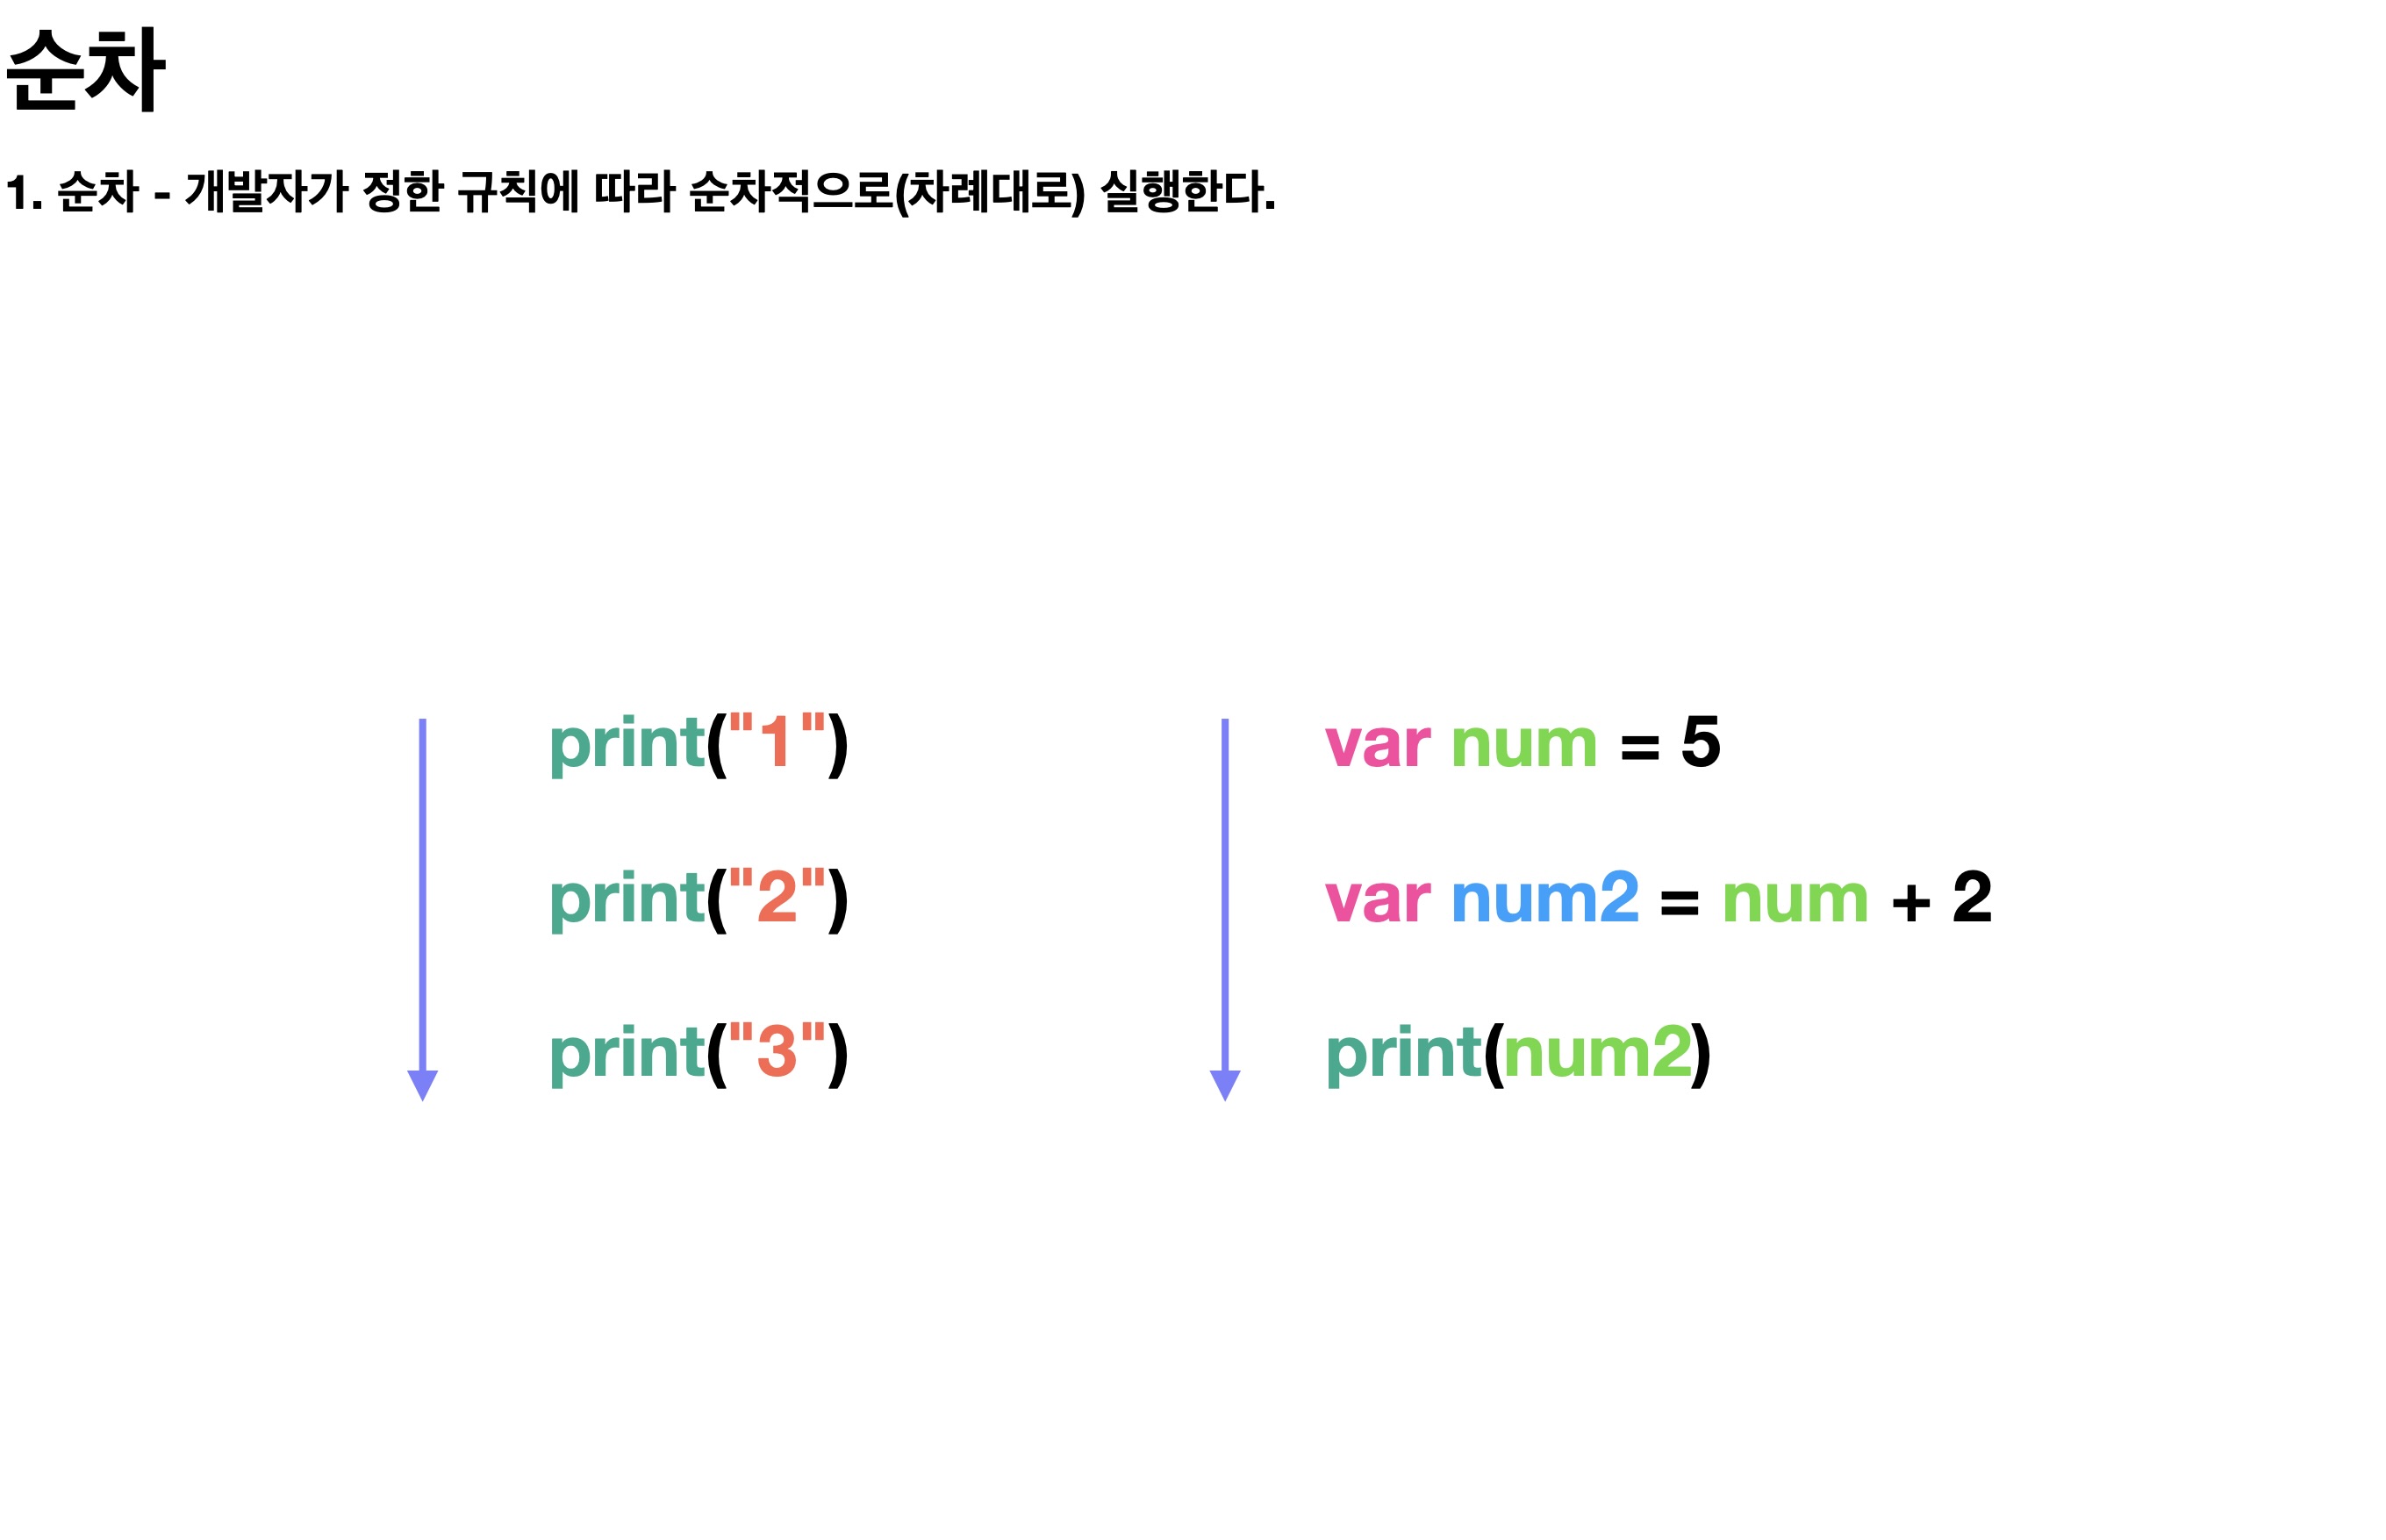 순차
1. 순차 - 개발자가 정한 규칙에 따라 순차적으로(차례대로) 실행한다.
print("1")
print("2")
print("3")
var num = 5
var num2 = num + 2
print(num2)